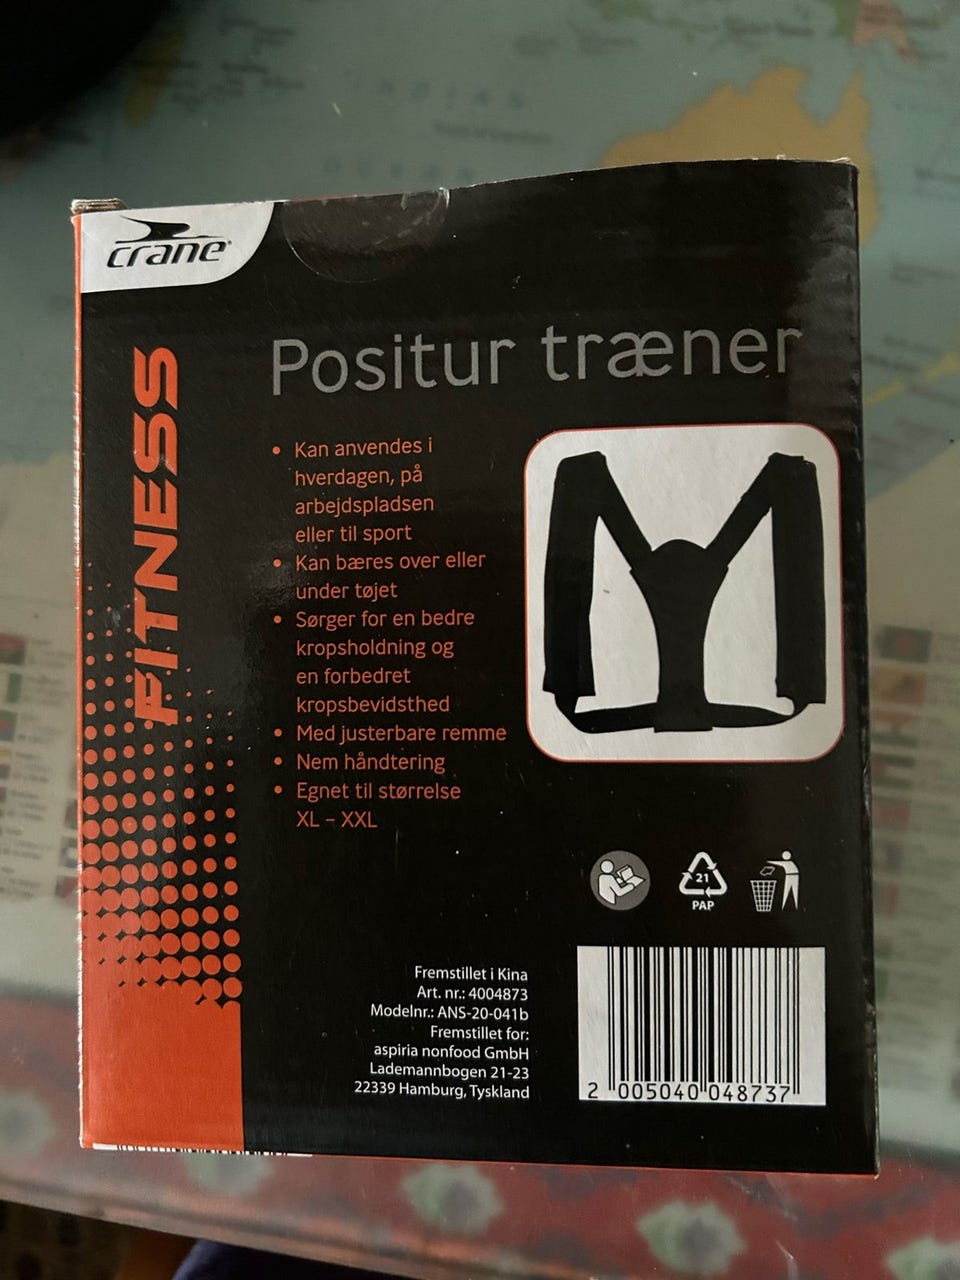 crane
FITNESS
Positur træner
• Kan anvendes i
hverdagen, på
arbejdspladsen
eller til sport
• Kan bæres over eller
under tøjet
• Sørger for en bedre
kropsholdning og
en forbedret
kropsbevidsthed
• Med justerbare remme
• Nem håndtering
• Egnet til størrelse
XL – XXL
21
PAP
Fremstillet i Kina
Art. nr.: 4004873
Modelnr.: ANS-20-041b
Fremstillet for:
aspiria nonfood GmbH
Lademannbogen 21-23
22339 Hamburg, Tyskland
2 005040 048737